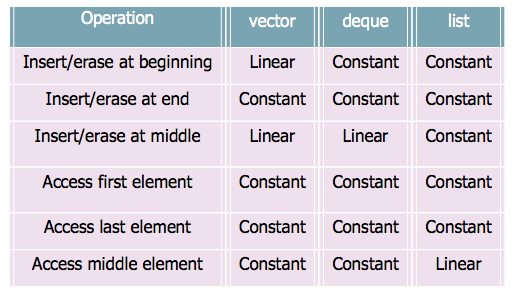 Operation vector deque list
Insert/erase at beginning Linear Constant Constant
Insert/erase at end Constant Constant Constant
Insert/erase at middle Linear Linear Constant
Access first element Constant Constant Constant
Access last element Constant Constant Constant
Access middle element Constant Constant Linear